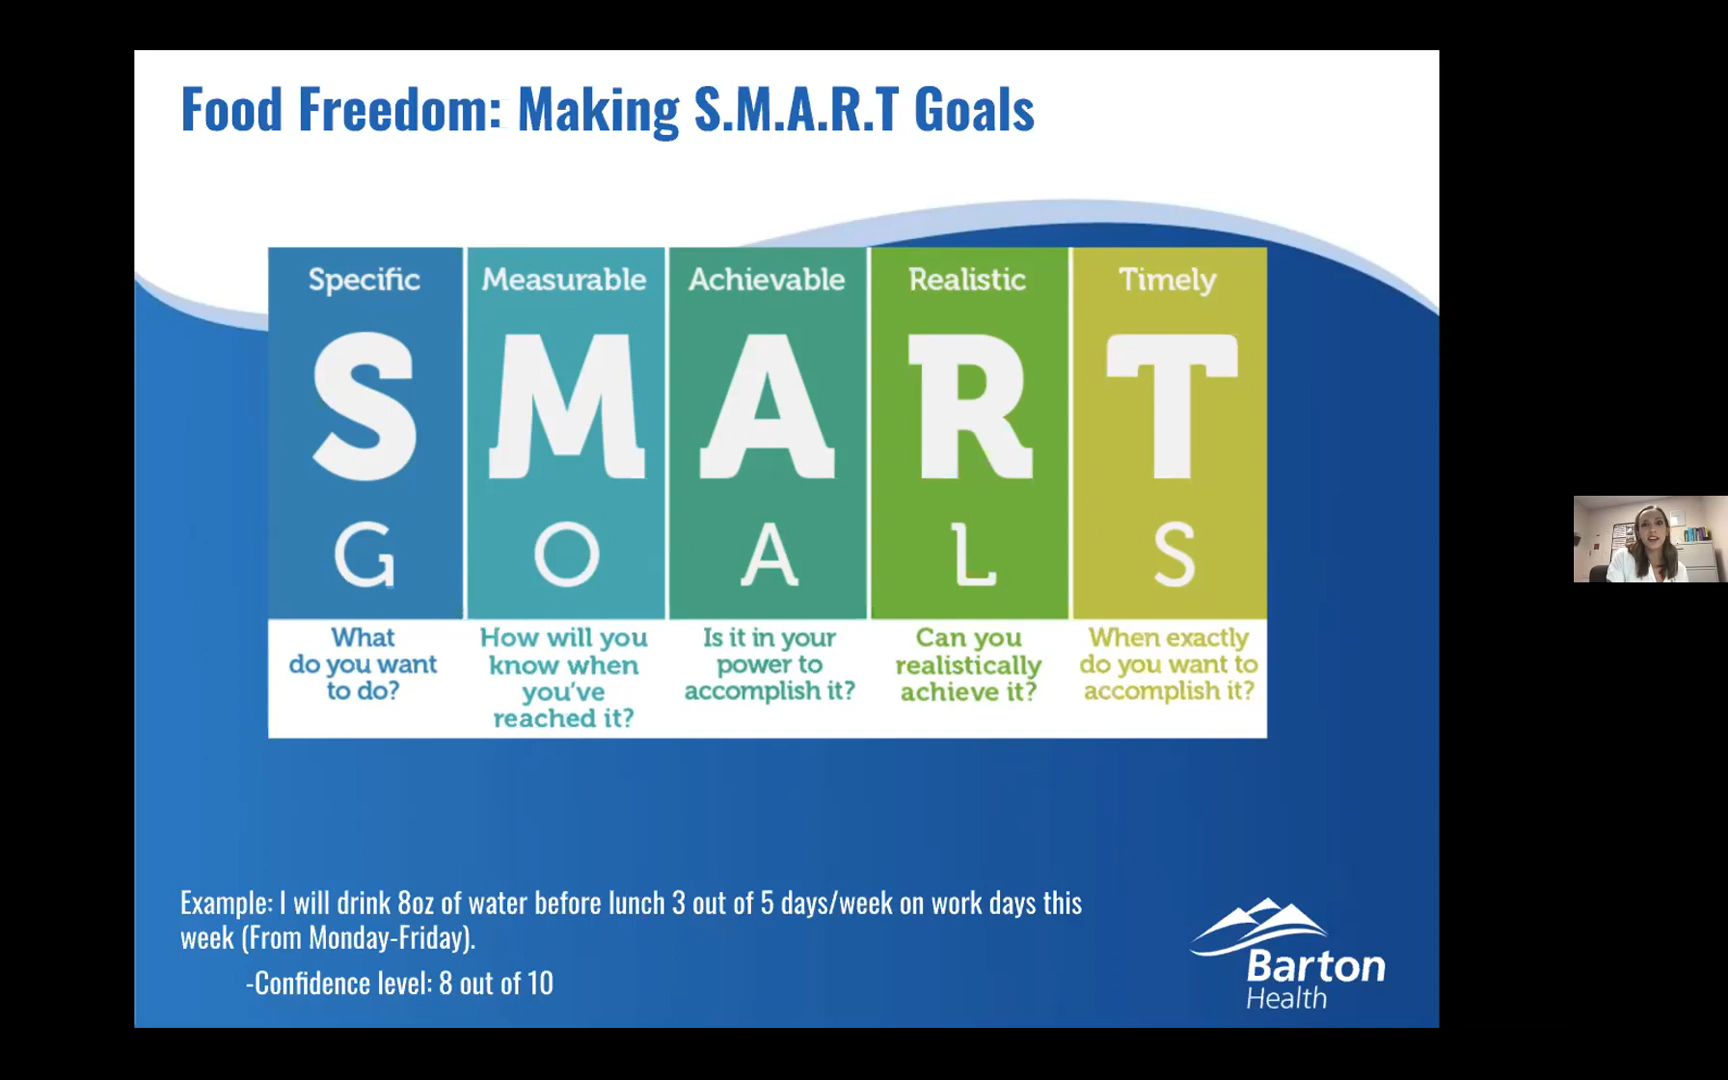 Food Freedom: Making S.M.A.R.T Goals
Specific
Measurable
Achievable
Realistic
Timely
S
M
A
R
T
G
O
A
L
S
What
do you want
to do?
How will you
know when
you've
reached it?
Is it in your
power to
accomplish it?
Can you
realistically
achieve it?
When exactly
do you want to
accomplish it?
Example: I will drink 8oz of water before lunch 3 out of 5 days/week on work days this
week (From Monday-Friday).
-Confidence level: 8 out of 10
Barton
Health